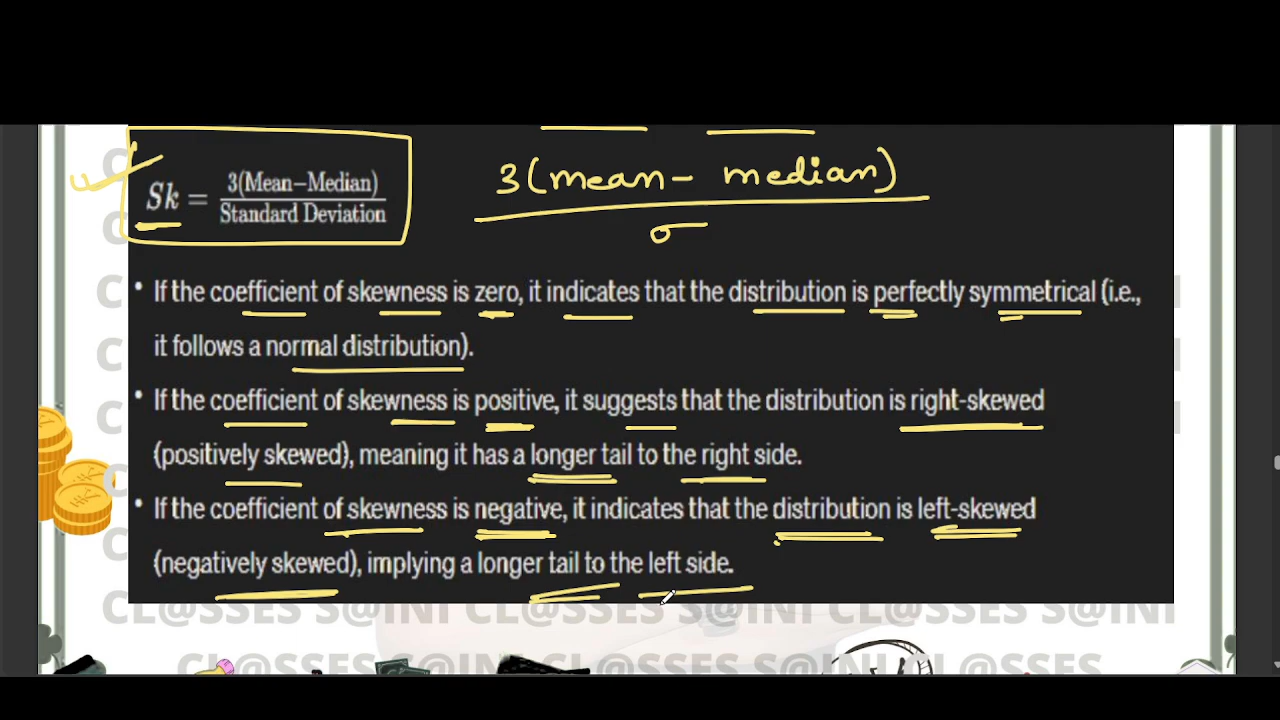 Sk = 3(Mean−Median) / Standard Deviation
3(mean − median) / σ
• If the coefficient of skewness is zero, it indicates that the distribution is perfectly symmetrical (i.e.,
it follows a normal distribution).
• If the coefficient of skewness is positive, it suggests that the distribution is right-skewed
(positively skewed), meaning it has a longer tail to the right side.
• If the coefficient of skewness is negative, it indicates that the distribution is left-skewed
(negatively skewed), implying a longer tail to the left side.
CL@SSES S@INI CL@SSES S@INI
CL@SSES S@INI CL@SSES